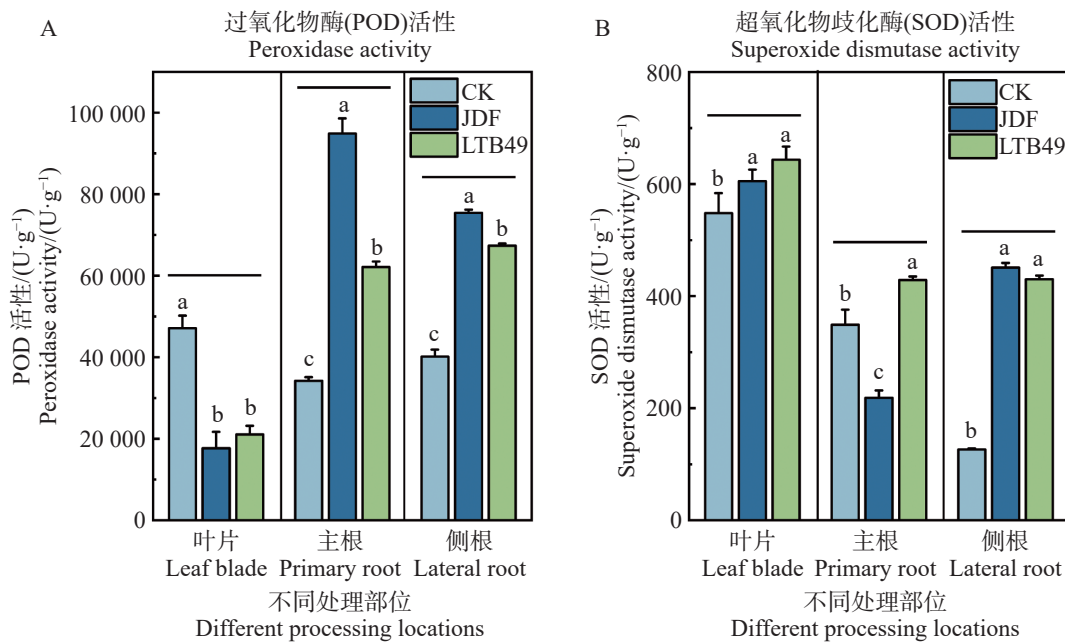 A
过氧化物酶(POD)活性
Peroxidase activity
POD 活性/(U·g⁻¹)
Peroxidase activity/(U·g⁻¹)
100 000
80 000
60 000
40 000
20 000
0
CK
JDF
LTB49
a
b
b
c
a
b
c
a
b
叶片
主根
侧根
Leaf blade
Primary root
Lateral root
不同处理部位
Different processing locations
B
超氧化物歧化酶(SOD)活性
Superoxide dismutase activity
SOD 活性/(U·g⁻¹)
Superoxide dismutase activity/(U·g⁻¹)
800
600
400
200
0
CK
JDF
LTB49
b
a
a
b
c
a
b
a
a
叶片
主根
侧根
Leaf blade
Primary root
Lateral root
不同处理部位
Different processing locations